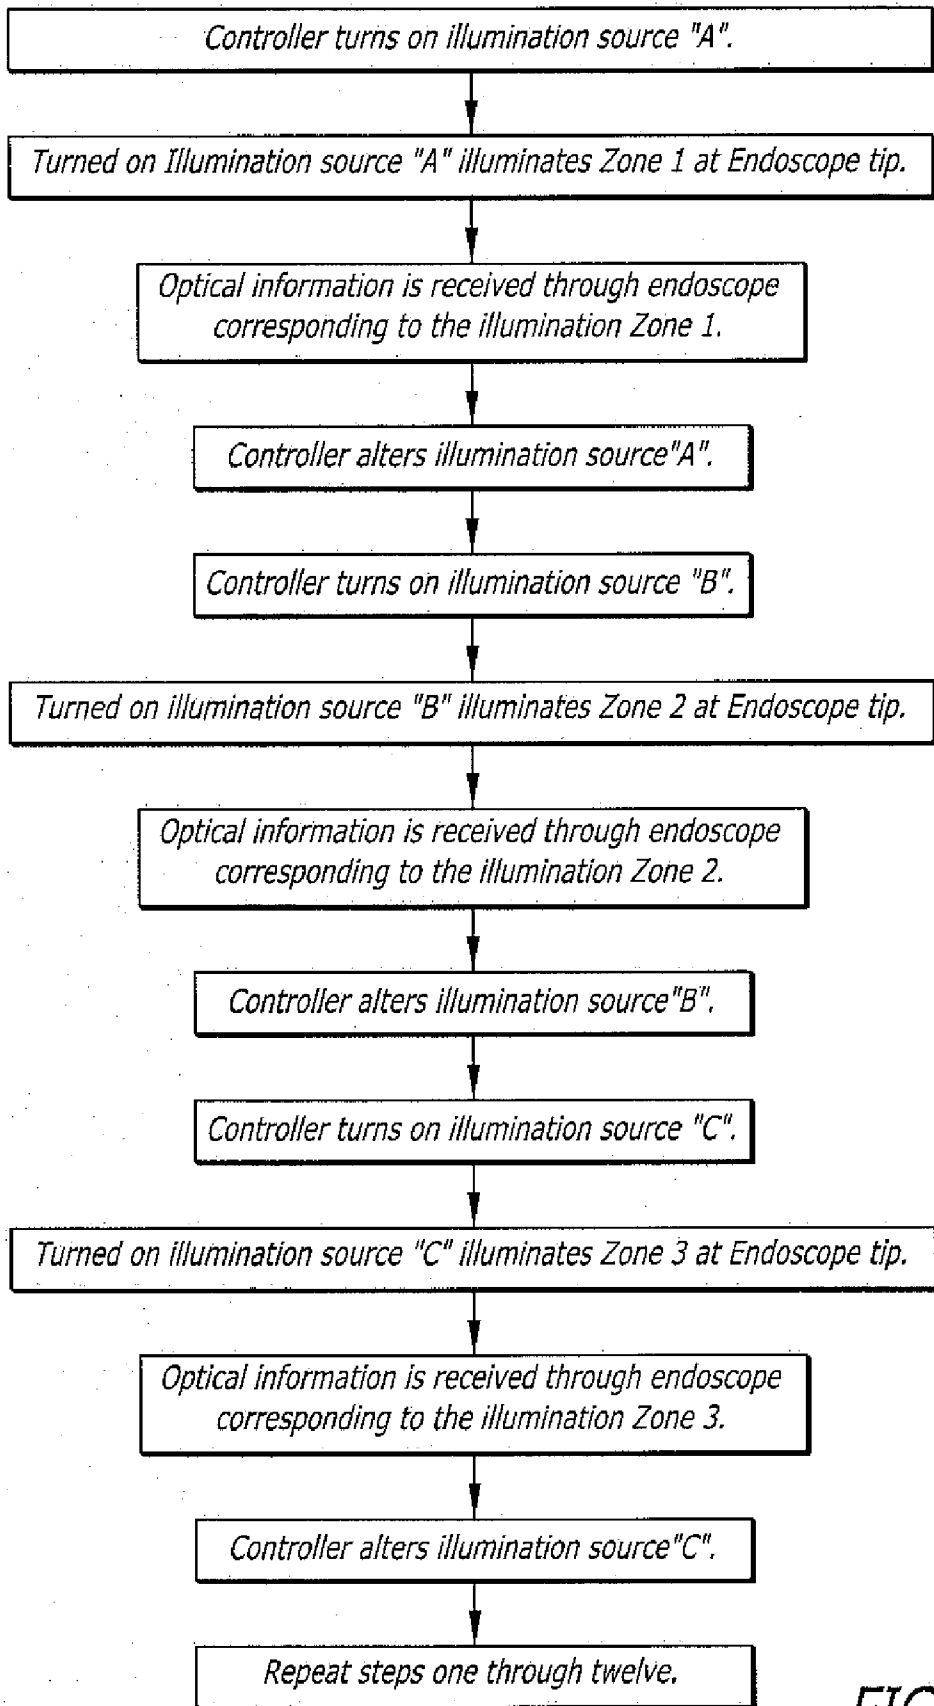 Controller turns on illumination source "A".
Turned on Illumination source "A" illuminates Zone 1 at Endoscope tip.
Optical information is received through endoscope
corresponding to the illumination Zone 1.
Controller alters illumination source"A".
Controller turns on illumination source "B".
Turned on illumination source "B" illuminates Zone 2 at Endoscope tip.
Optical information is received through endoscope
corresponding to the illumination Zone 2.
Controller alters illumination source"B".
Controller turns on illumination source "C".
Turned on illumination source "C" illuminates Zone 3 at Endoscope tip.
Optical information is received through endoscope
corresponding to the illumination Zone 3.
Controller alters illumination source"C".
Repeat steps one through twelve.